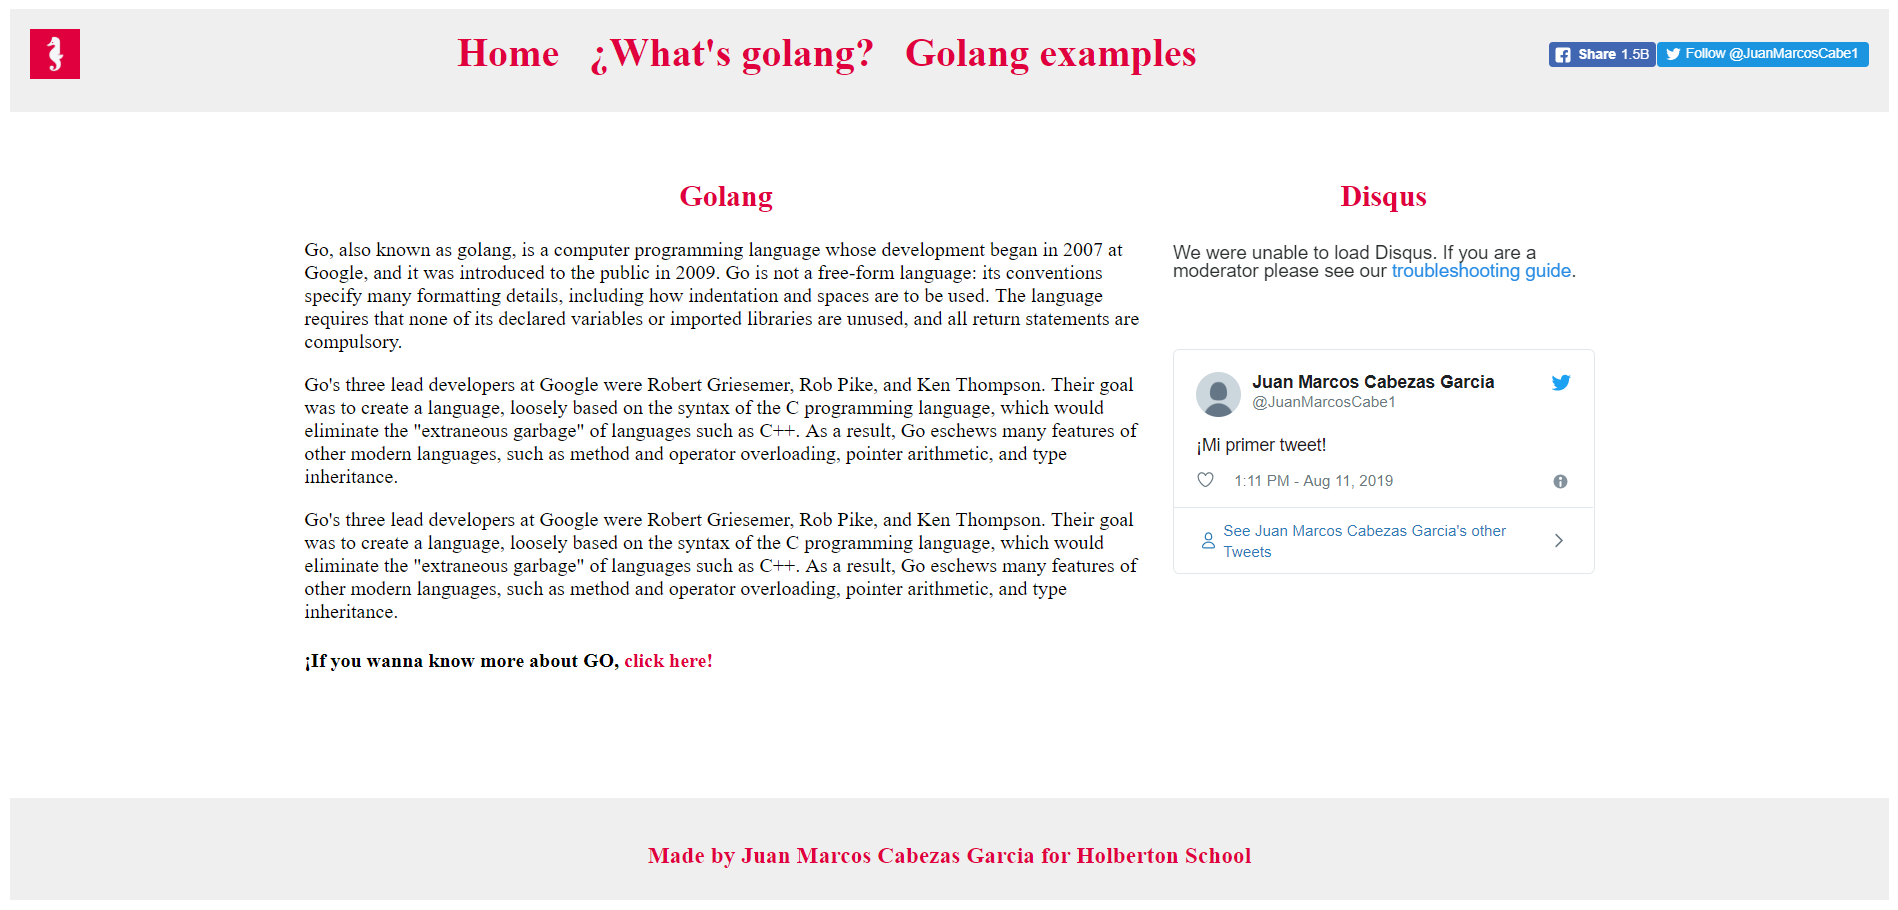 Home ¿What's golang? Golang examples
Share 1.5B Follow @JuanMarcosCabe1
Golang
Go, also known as golang, is a computer programming language whose development began in 2007 at
Google, and it was introduced to the public in 2009. Go is not a free-form language: its conventions
specify many formatting details, including how indentation and spaces are to be used. The language
requires that none of its declared variables or imported libraries are unused, and all return statements are
compulsory.
Go's three lead developers at Google were Robert Griesemer, Rob Pike, and Ken Thompson. Their goal
was to create a language, loosely based on the syntax of the C programming language, which would
eliminate the "extraneous garbage" of languages such as C++. As a result, Go eschews many features of
other modern languages, such as method and operator overloading, pointer arithmetic, and type
inheritance.
Go's three lead developers at Google were Robert Griesemer, Rob Pike, and Ken Thompson. Their goal
was to create a language, loosely based on the syntax of the C programming language, which would
eliminate the "extraneous garbage" of languages such as C++. As a result, Go eschews many features of
other modern languages, such as method and operator overloading, pointer arithmetic, and type
inheritance.
¡If you wanna know more about GO, click here!
Disqus
We were unable to load Disqus. If you are a
moderator please see our troubleshooting guide.
Juan Marcos Cabezas Garcia
@JuanMarcosCabe1
¡Mi primer tweet!
1:11 PM - Aug 11, 2019
See Juan Marcos Cabezas Garcia's other
Tweets
Made by Juan Marcos Cabezas Garcia for Holberton School